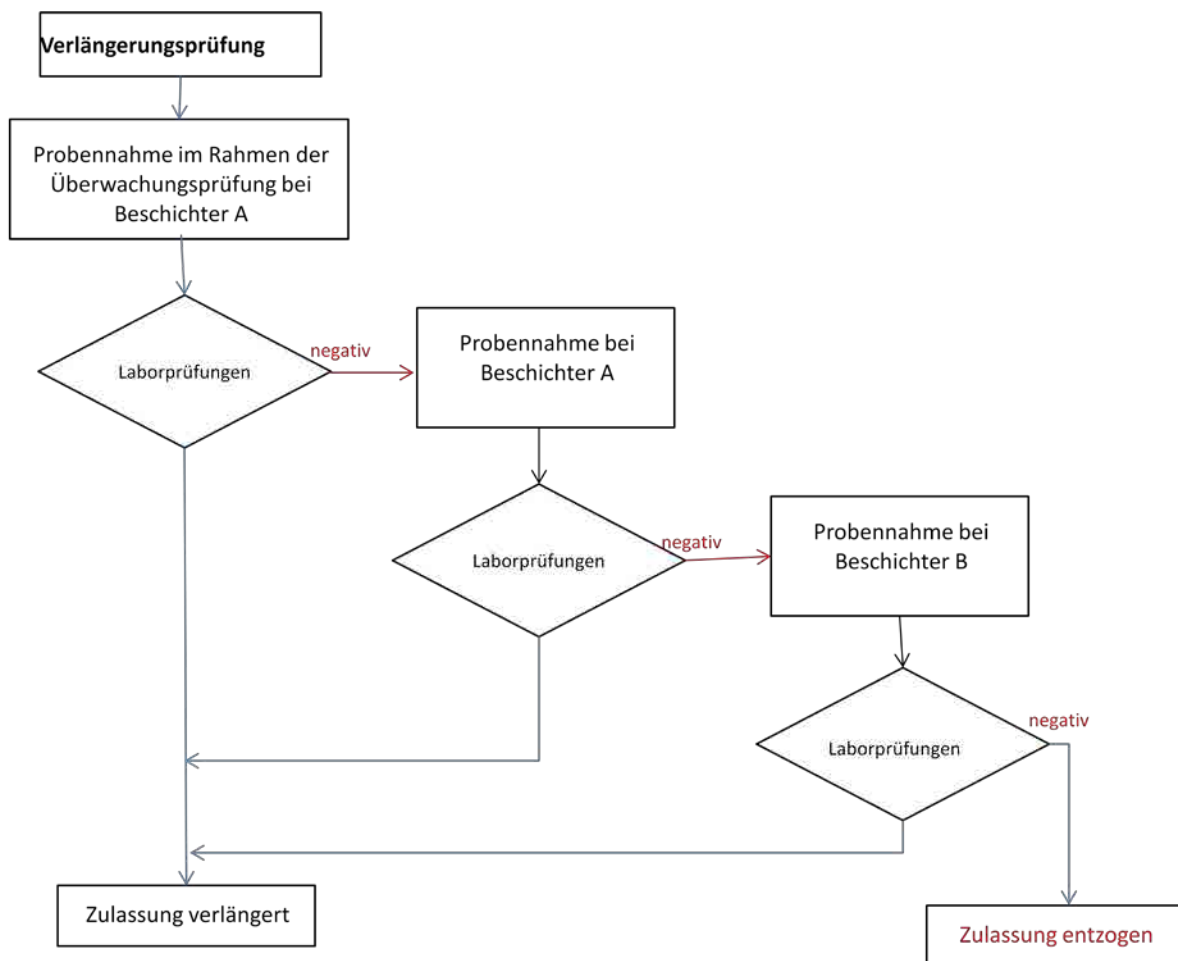 Verlängerungsprüfung
Probennahme im Rahmen der
Überwachungsprüfung bei
Beschichter A
Laborprüfungen
negativ
Probennahme bei
Beschichter A
Laborprüfungen
negativ
Probennahme bei
Beschichter B
Laborprüfungen
negativ
Zulassung verlängert
Zulassung entzogen